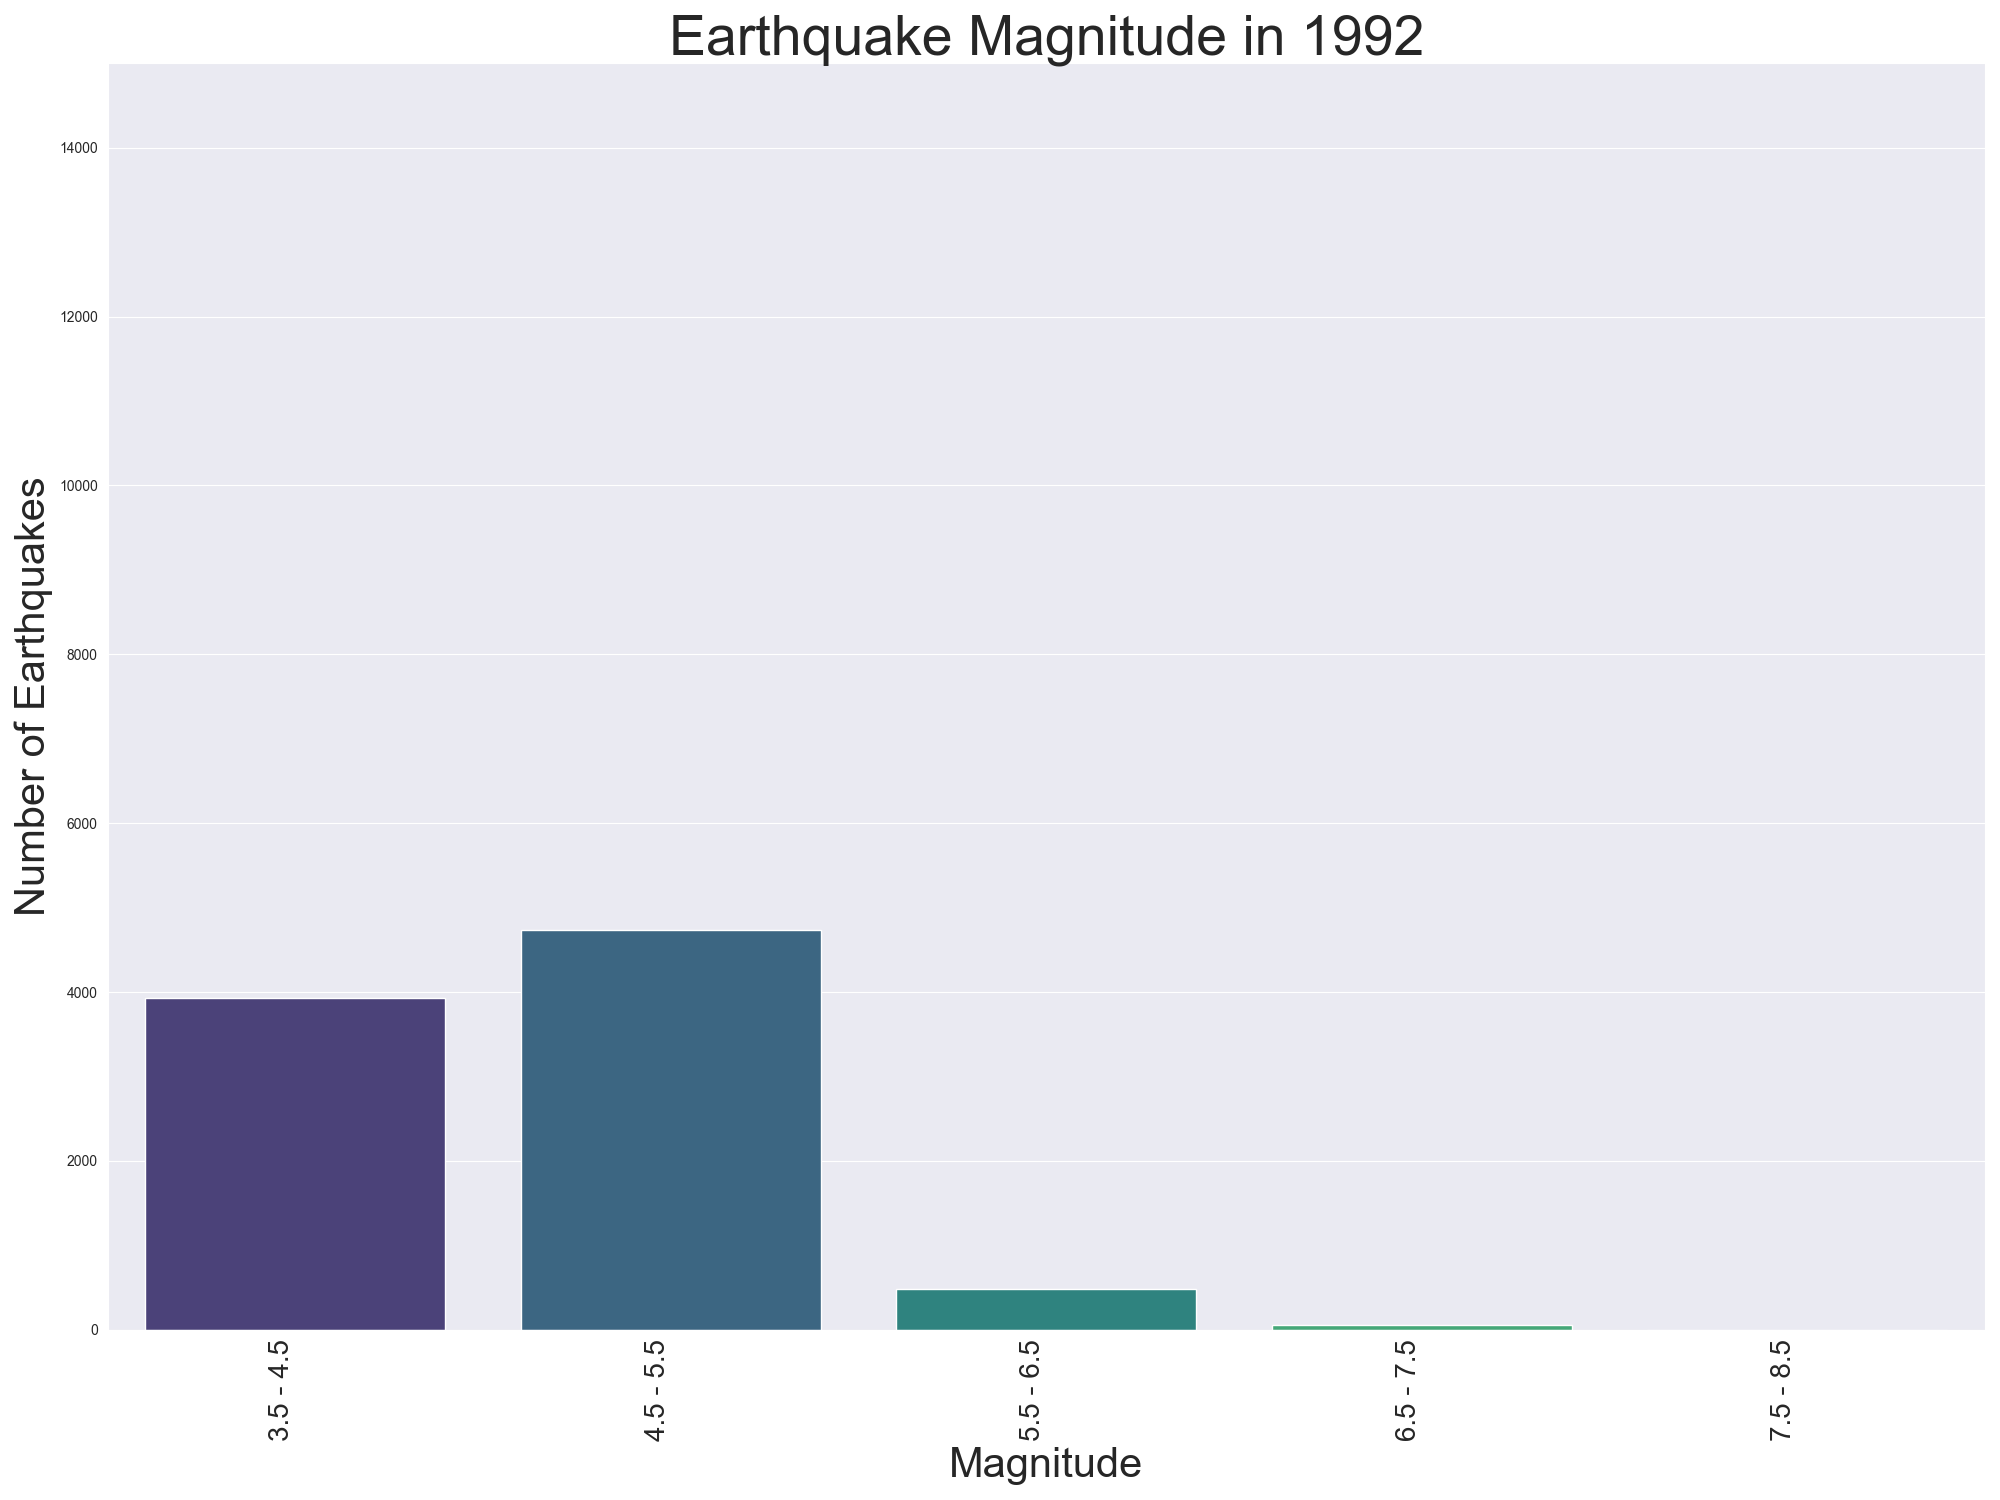 Earthquake Magnitude in 1992
Number of Earthquakes
14000
12000
10000
8000
6000
4000
2000
0
3.5 - 4.5
4.5 - 5.5
5.5 - 6.5
6.5 - 7.5
7.5 - 8.5
Magnitude